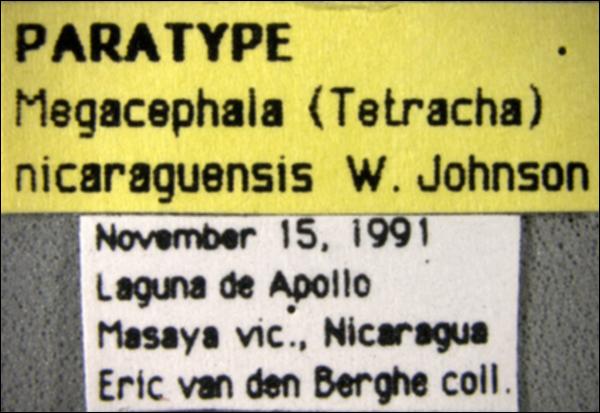 PARATYPE
Megacephala (Tetracha)
nicaraguensis W. Johnson
November 15, 1991
Laguna de Apollo
Masaya vic., Nicaragua
Eric van den Berghe coll.